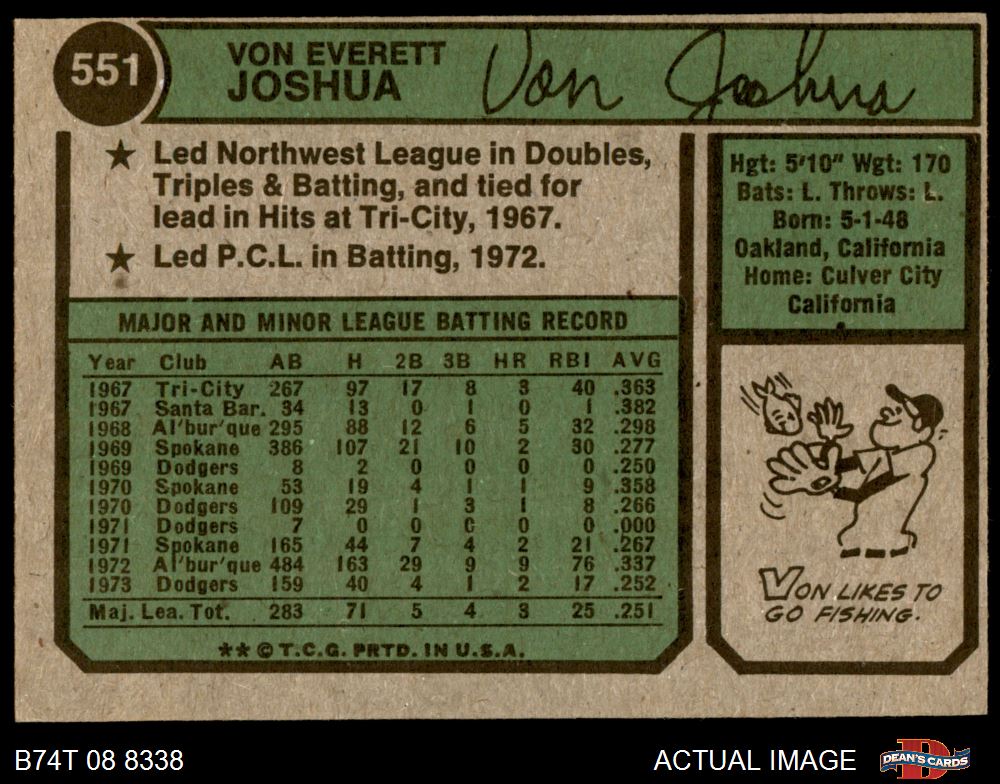 551
VON EVERETT
JOSHUA
Von Joshua
★ Led Northwest League in Doubles,
Triples & Batting, and tied for
lead in Hits at Tri-City, 1967.
★ Led P.C.L. in Batting, 1972.
Hgt: 5'10" Wgt: 170
Bats: L. Throws: L.
Born: 5-1-48
Oakland, California
Home: Culver City
California
MAJOR AND MINOR LEAGUE BATTING RECORD
Year Club AB H 2B 3B HR RBI AVG
1967 Tri-City 267 97 17 8 3 40 .363
1967 Santa Bar. 34 13 0 1 0 1 .382
1968 Al'bur'que 295 88 12 6 5 32 .298
1969 Spokane 386 107 21 10 2 30 .277
1969 Dodgers 8 2 0 0 0 0 .250
1970 Spokane 53 19 4 1 1 9 .358
1970 Dodgers 109 29 1 3 1 8 .266
1971 Dodgers 7 0 0 0 0 0 .000
1971 Spokane 165 44 7 4 2 21 .267
1972 Al'bur'que 484 163 29 9 9 76 .337
1973 Dodgers 159 40 4 1 2 17 .252
Maj. Lea. Tot. 283 71 5 4 3 25 .251
** © T.C.G. PRTD. IN U.S.A.
VON LIKES TO
GO FISHING.
B74T 08 8338
ACTUAL IMAGE
DEAN'S CARDS